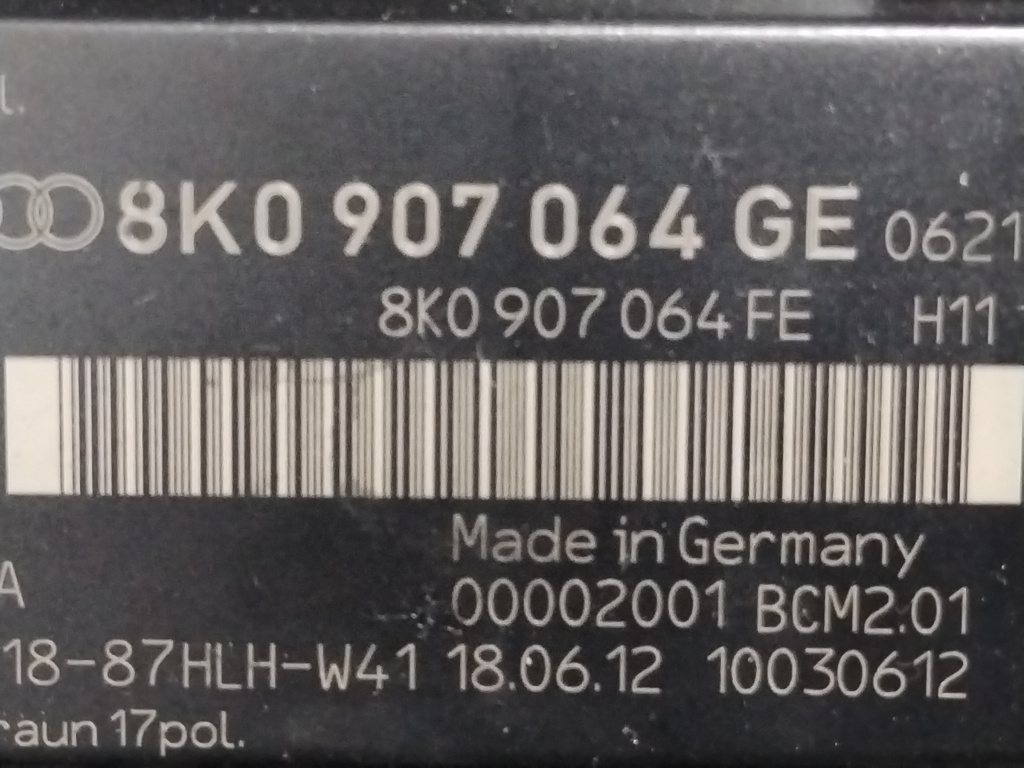 l.
8K0 907 064 GE 0621
8K0 907 064 FE H11
Made in Germany
A
00002001 BCM2.01
18-87HLH-W41 18.06.12 10030612
raun 17pol.